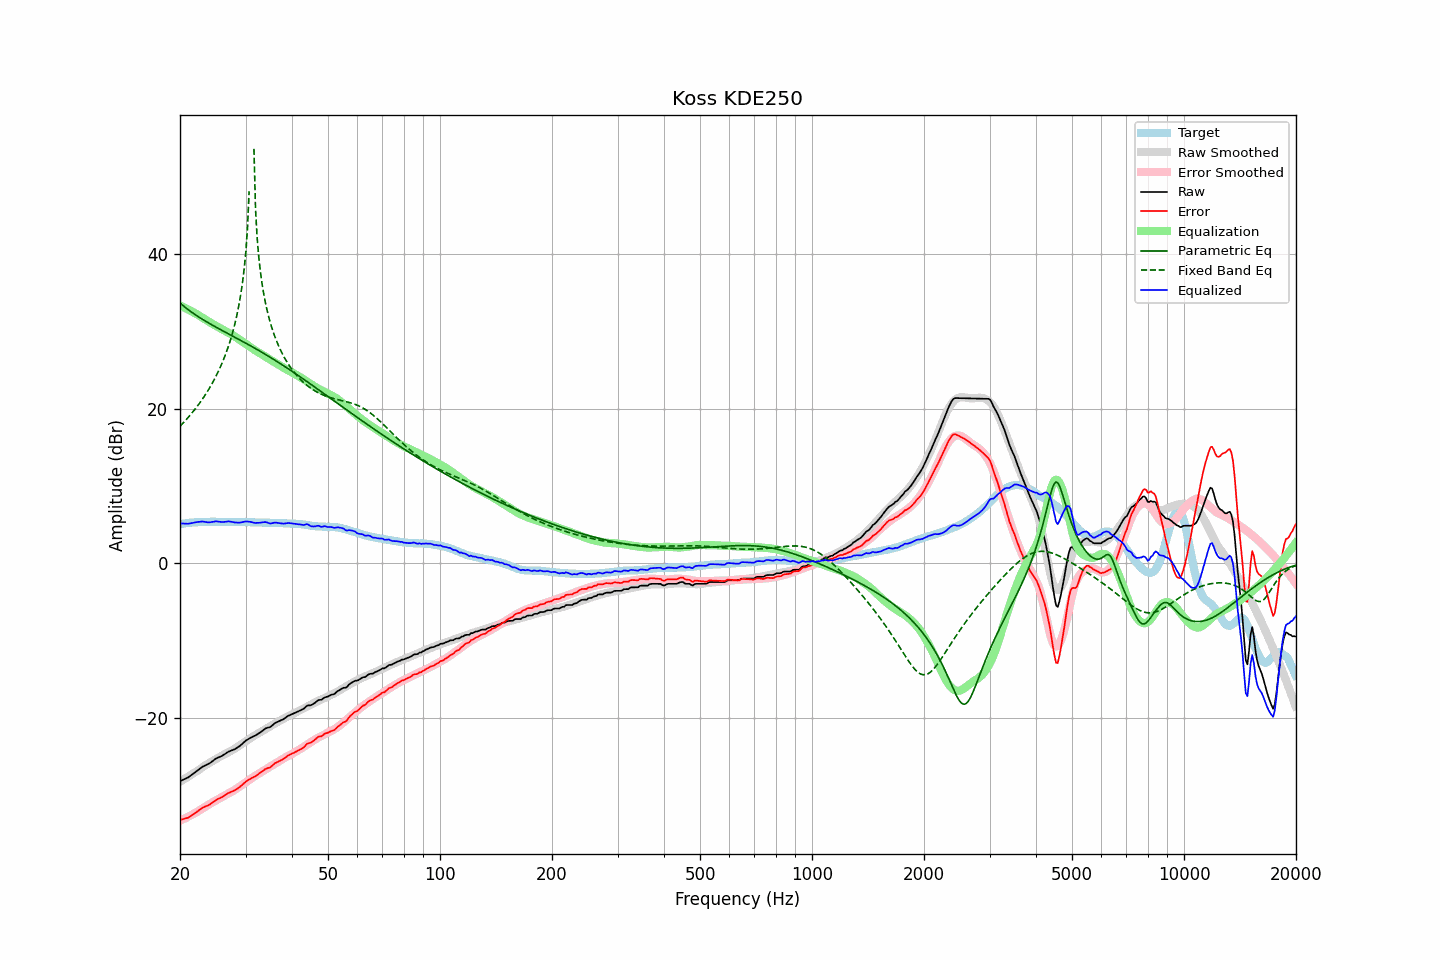 Koss KDE250
Amplitude (dBr)
40
20
0
−20
20
50
100
200
500
1000
2000
5000
10000
20000
Frequency (Hz)
Target
Raw Smoothed
Error Smoothed
Raw
Error
Equalization
Parametric Eq
Fixed Band Eq
Equalized